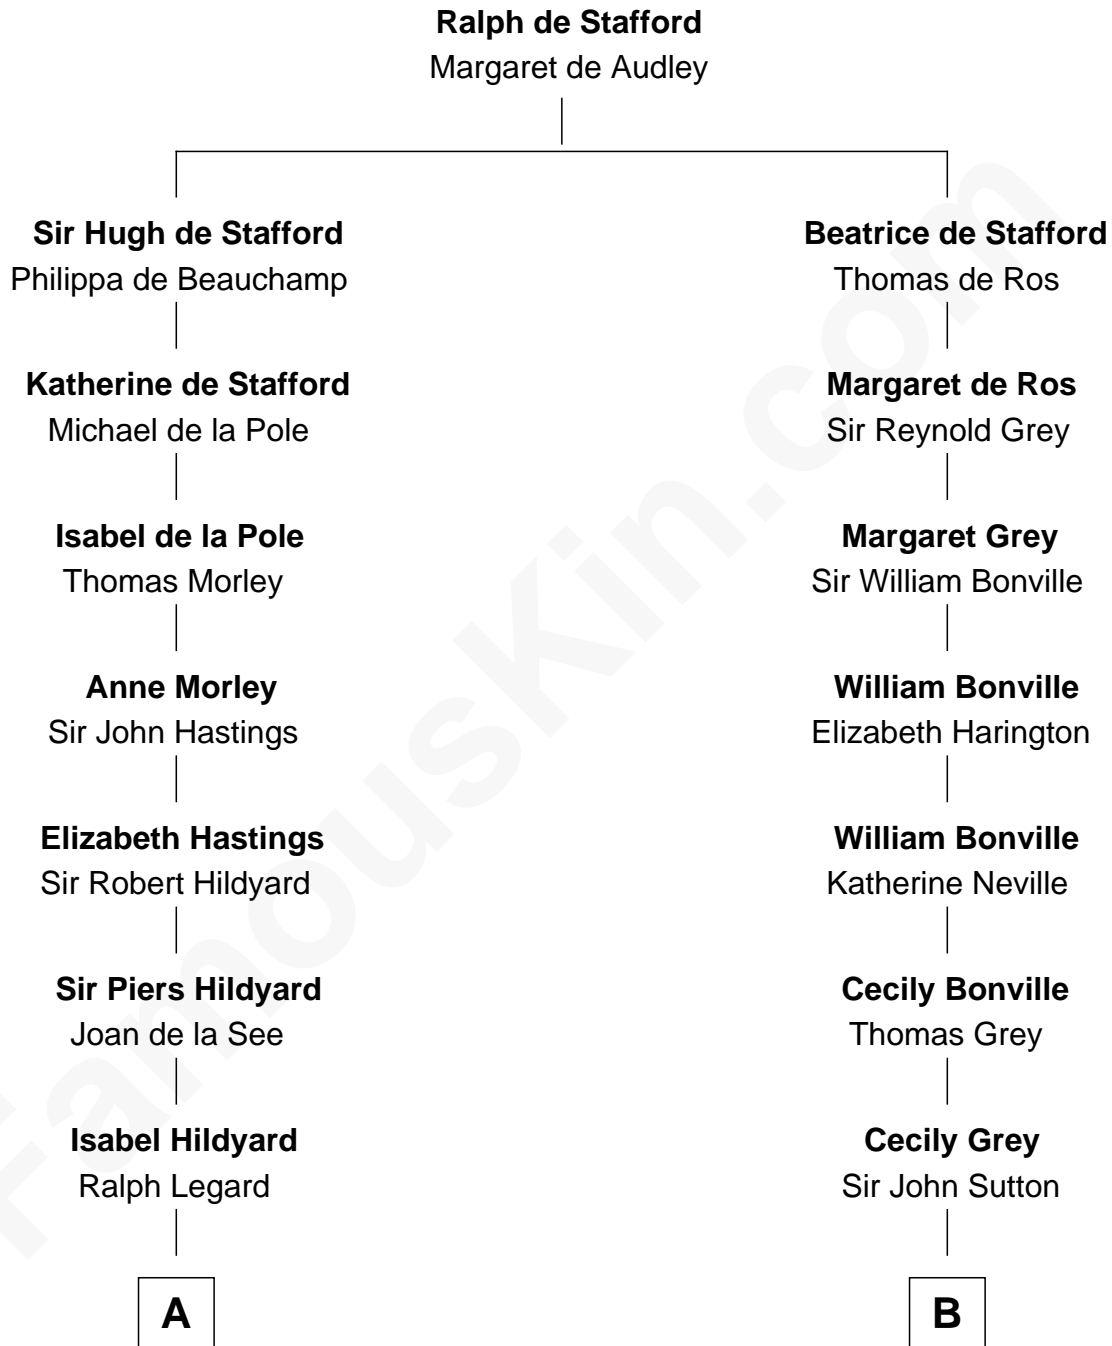 Ralph de Stafford
Margaret de Audley
Sir Hugh de Stafford
Philippa de Beauchamp
Beatrice de Stafford
Thomas de Ros
Katherine de Stafford
Michael de la Pole
Margaret de Ros
Sir Reynold Grey
Isabel de la Pole
Thomas Morley
Margaret Grey
Sir William Bonville
Anne Morley
Sir John Hastings
William Bonville
Elizabeth Harington
Elizabeth Hastings
Sir Robert Hildyard
William Bonville
Katherine Neville
Sir Piers Hildyard
Joan de la See
Cecily Bonville
Thomas Grey
Isabel Hildyard
Ralph Legard
Cecily Grey
Sir John Sutton
A
B
FamousKin.com